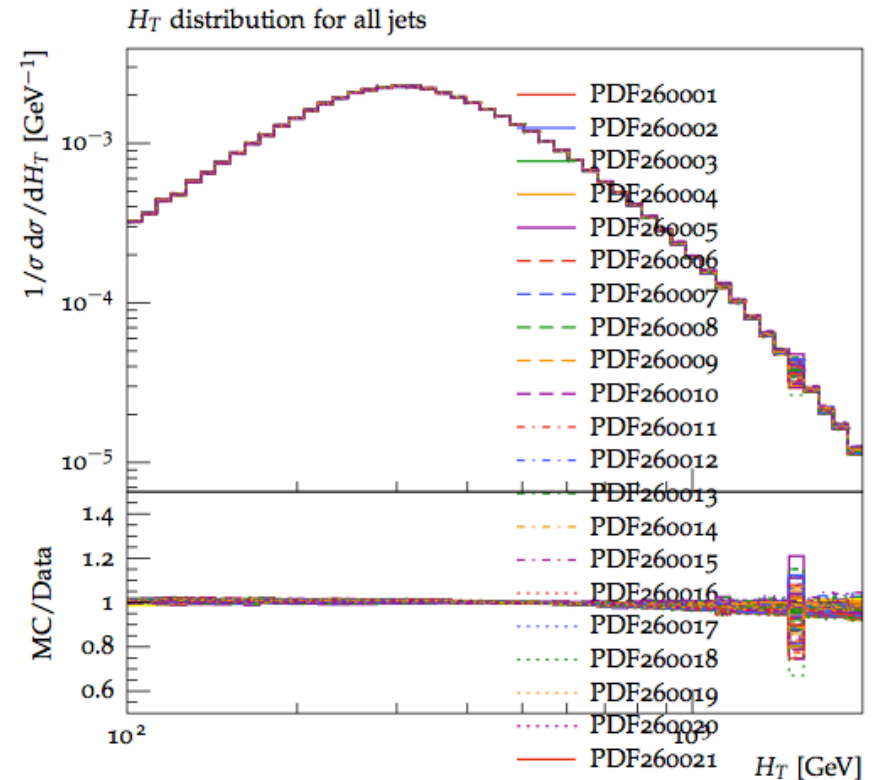 H_T distribution for all jets
1/σ dσ/dH_T [GeV⁻¹]
10⁻³
10⁻⁴
10⁻⁵
PDF260001
PDF260002
PDF260003
PDF260004
PDF260005
PDF260006
PDF260007
PDF260008
PDF260009
PDF260010
PDF260011
PDF260012
PDF260013
PDF260014
PDF260015
PDF260016
PDF260017
PDF260018
PDF260019
PDF260020
PDF260021
MC/Data
1.4
1.2
1
0.8
0.6
10²
10³
H_T [GeV]